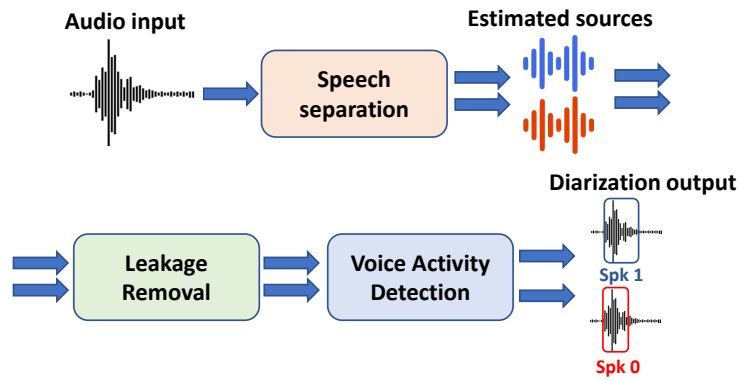 Audio input
Estimated sources
Speech
separation
Diarization output
Leakage
Removal
Voice Activity
Detection
Spk 1
Spk 0